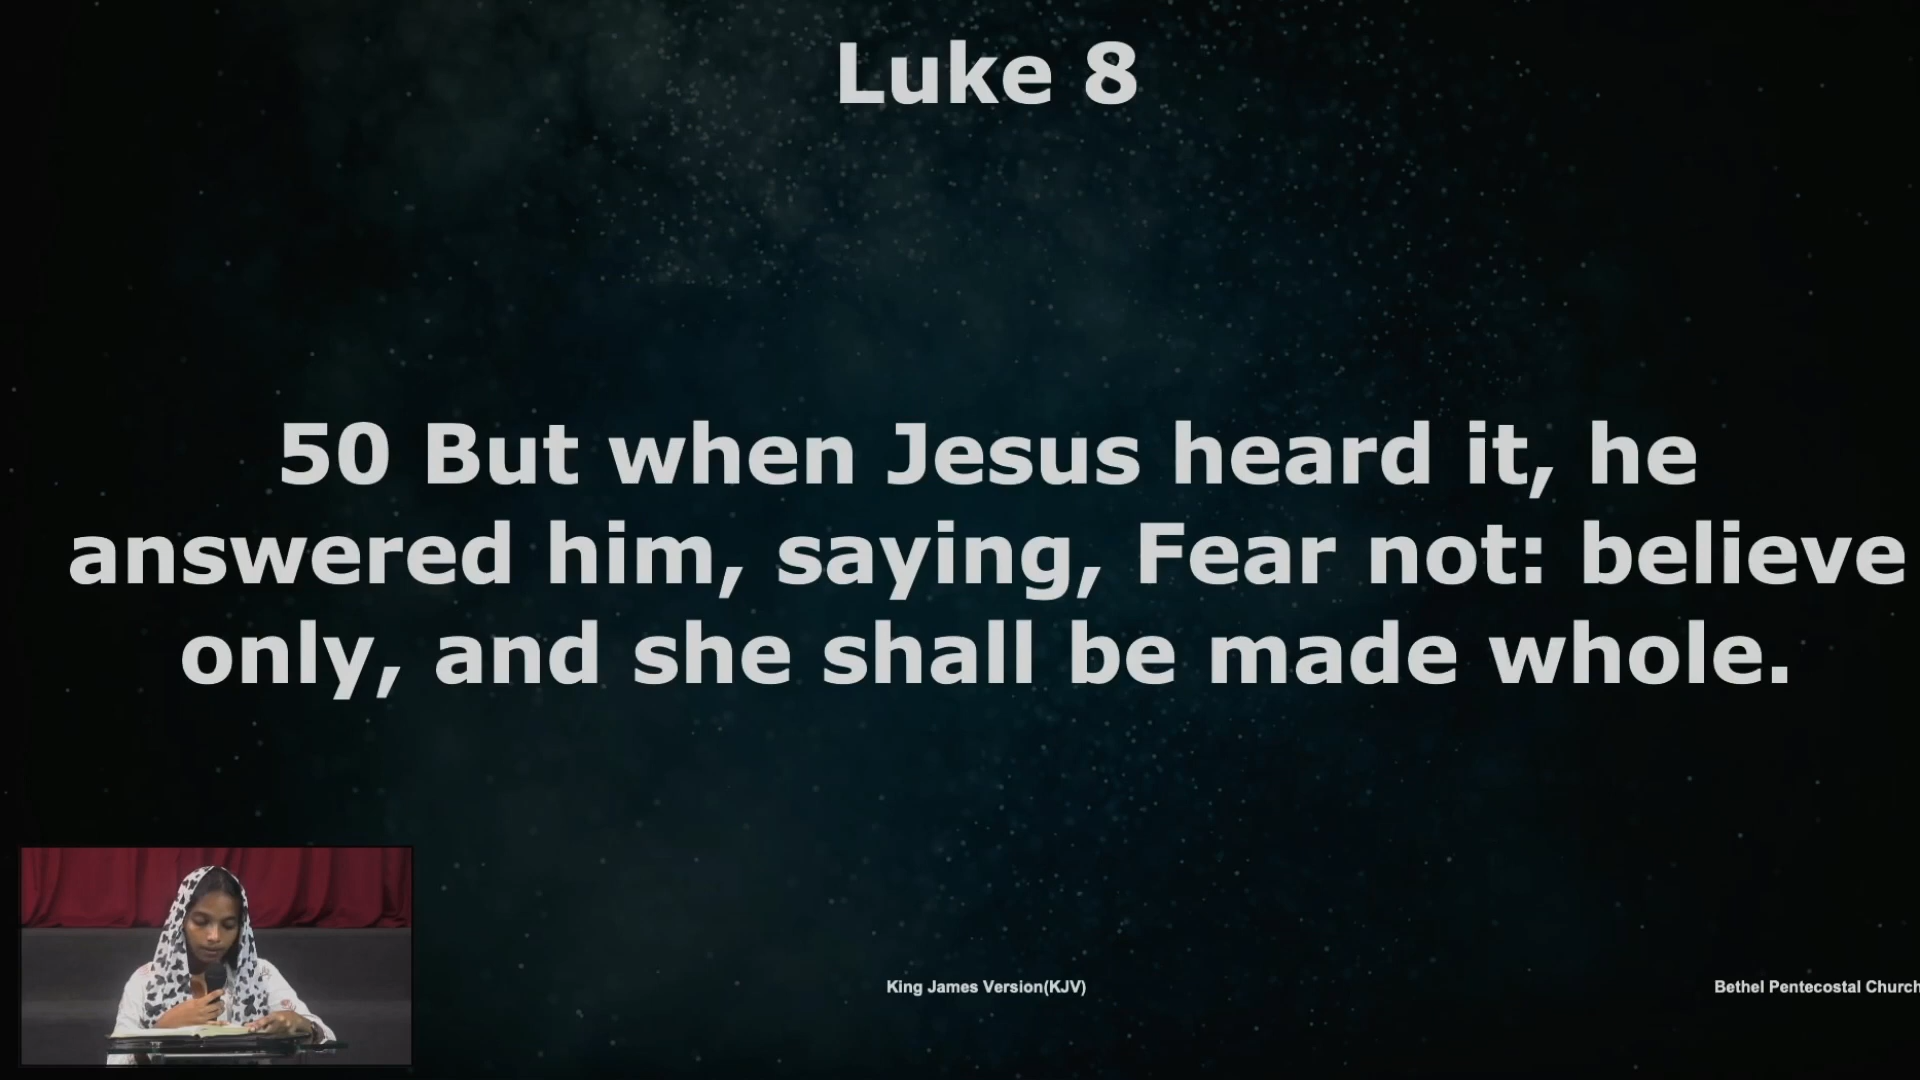 Luke 8
50 But when Jesus heard it, he
answered him, saying, Fear not: believe
only, and she shall be made whole.
King James Version(KJV)
Bethel Pentecostal Church